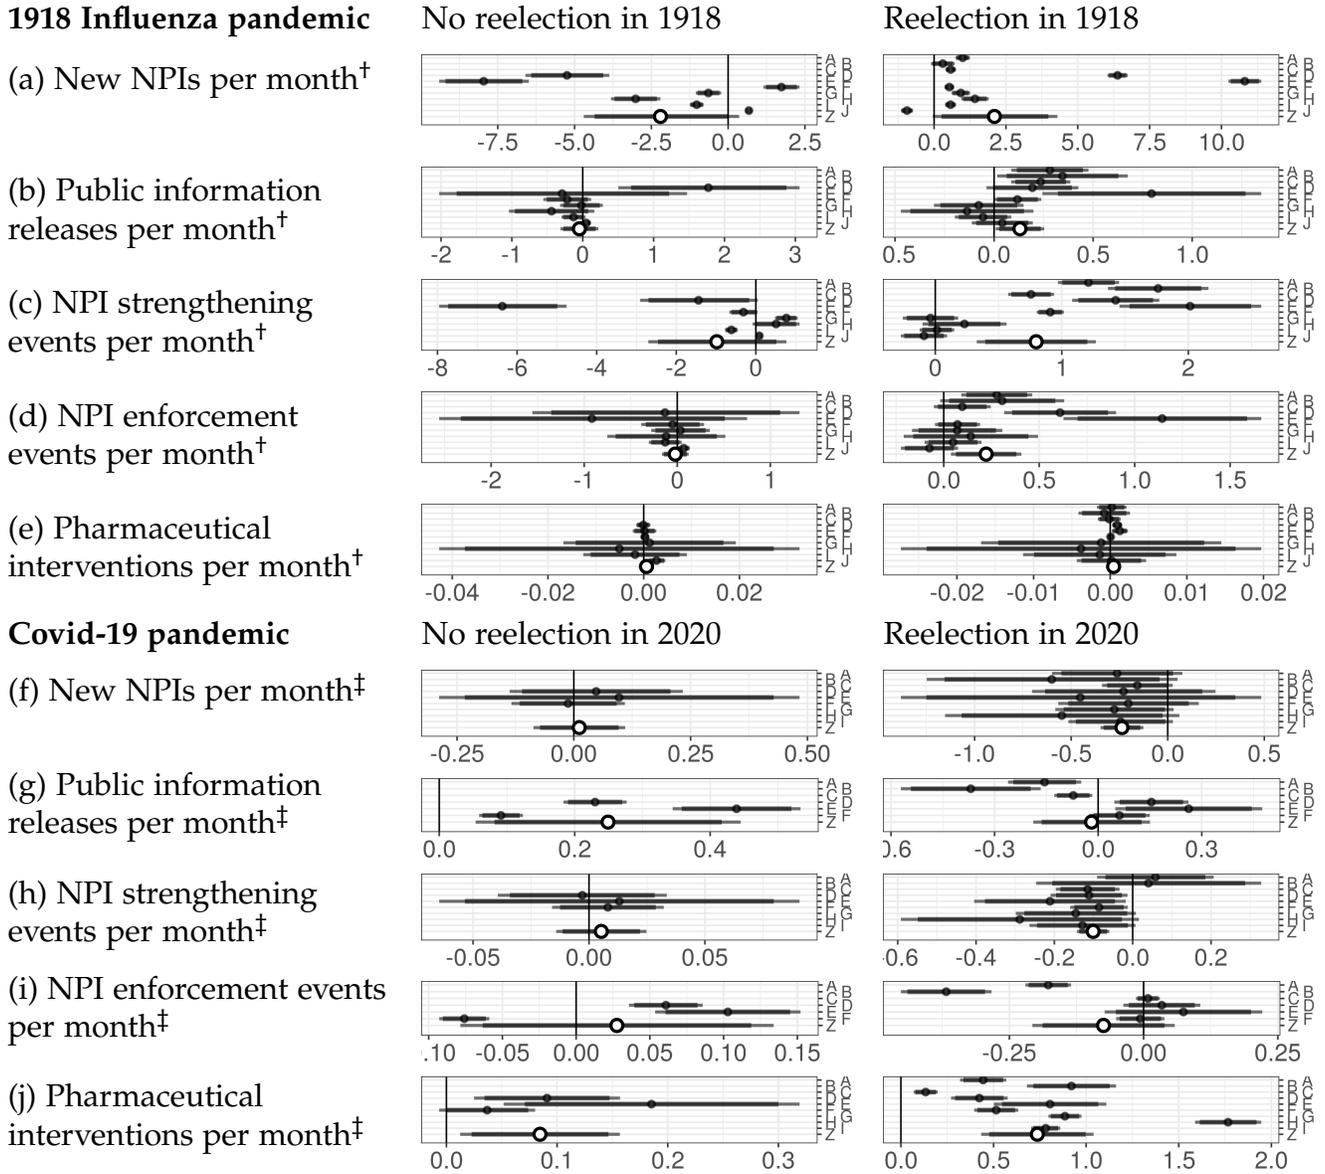 1918 Influenza pandemic No reelection in 1918 Reelection in 1918
(a) New NPIs per month†
A B C D E F G H L J Z A B C D E F G H L J Z
-7.5 -5.0 -2.5 0.0 2.5 0.0 2.5 5.0 7.5 10.0
(b) Public information
releases per month†
A B C D E F G H L J Z A B C D E F G H L J Z
-2 -1 0 1 2 3 0.5 0.0 0.5 1.0
(c) NPI strengthening
events per month†
A B C D E F G H L J Z A B C D E F G H L J Z
-8 -6 -4 -2 0 0 1 2
(d) NPI enforcement
events per month†
A B C D E F G H L J Z A B C D E F G H L J Z
-2 -1 0 1 0.0 0.5 1.0 1.5
(e) Pharmaceutical
interventions per month†
A B C D E F G H L J Z A B C D E F G H L J Z
-0.04 -0.02 0.00 0.02 -0.02 -0.01 0.00 0.01 0.02
Covid-19 pandemic No reelection in 2020 Reelection in 2020
(f) New NPIs per month‡
A B C D E F G H I Z A B C D E F G H I Z
-0.25 0.00 0.25 0.50 -1.0 -0.5 0.0 0.5
(g) Public information
releases per month‡
A B C D E F Z A B C D E F Z
0.0 0.2 0.4 0.6 -0.3 0.0 0.3
(h) NPI strengthening
events per month‡
A B C D E F G H I Z A B C D E F G H I Z
-0.05 0.00 0.05 -0.6 -0.4 -0.2 0.0 0.2
(i) NPI enforcement events
per month‡
A B C D E F Z A B C D E F Z
.10 -0.05 0.00 0.05 0.10 0.15 -0.25 0.00 0.25
(j) Pharmaceutical
interventions per month‡
A B C D E F G H I Z A B C D E F G H I Z
0.0 0.1 0.2 0.3 0.0 0.5 1.0 1.5 2.0